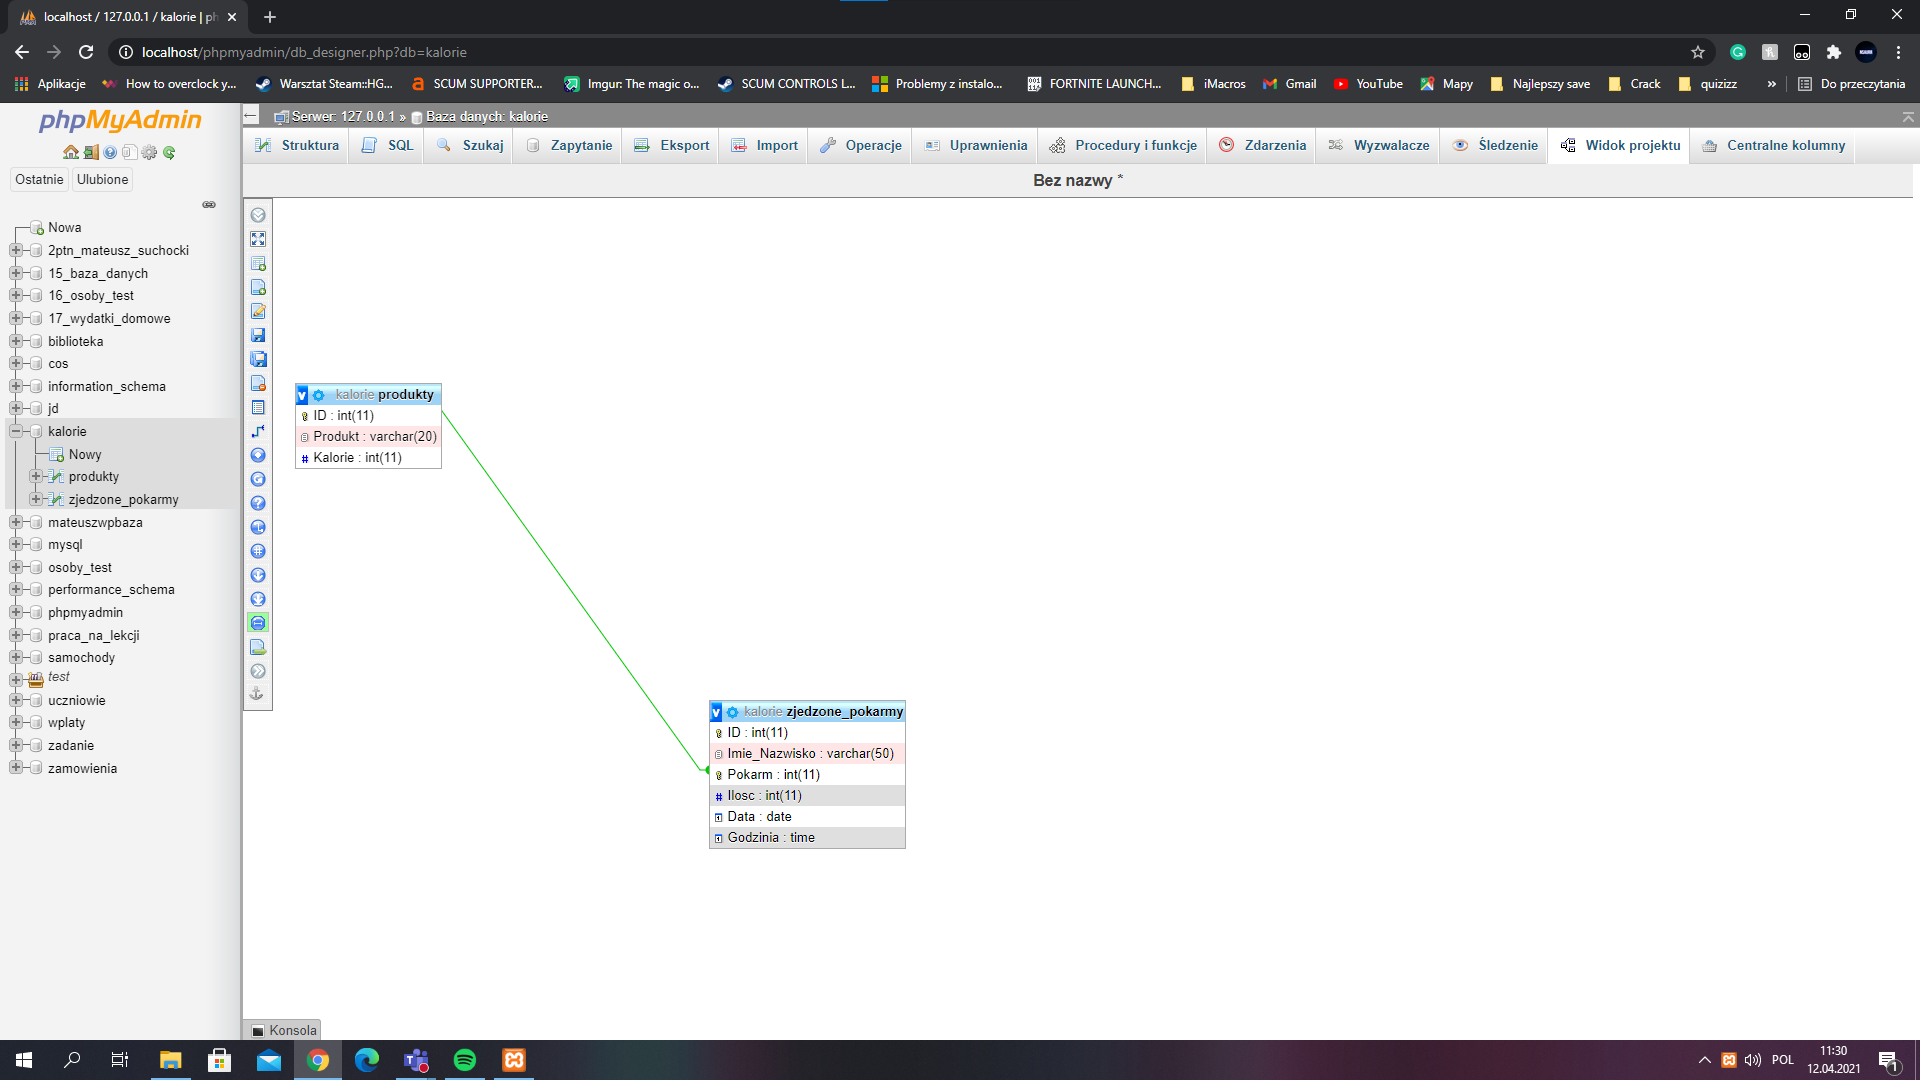 localhost / 127.0.0.1 / kalorie | ph
localhost/phpmyadmin/db_designer.php?db=kalorie
Aplikacje How to overclock y... Warsztat Steam::HG... SCUM SUPPORTER... Imgur: The magic o... SCUM CONTROLS L... Problemy z instalo... FORTNITE LAUNCH... iMacros Gmail YouTube Mapy Najlepszy save Crack quizizz » Do przeczytania
phpMyAdmin
Ostatnie Ulubione
Nowa
2ptn_mateusz_suchocki
15_baza_danych
16_osoby_test
17_wydatki_domowe
biblioteka
cos
information_schema
jd
kalorie
Nowy
produkty
zjedzone_pokarmy
mateuszwpbaza
mysql
osoby_test
performance_schema
phpmyadmin
praca_na_lekcji
samochody
test
uczniowie
wplaty
zadanie
zamowienia
Serwer: 127.0.0.1 » Baza danych: kalorie
Struktura SQL Szukaj Zapytanie Eksport Import Operacje Uprawnienia Procedury i funkcje Zdarzenia Wyzwalacze Śledzenie Widok projektu Centralne kolumny
Bez nazwy *
v kalorie produkty
ID : int(11)
Produkt : varchar(20)
# Kalorie : int(11)
v kalorie zjedzone_pokarmy
ID : int(11)
Imie_Nazwisko : varchar(50)
Pokarm : int(11)
# Ilosc : int(11)
Data : date
Godzinia : time
Konsola
POL
11:30
12.04.2021
1